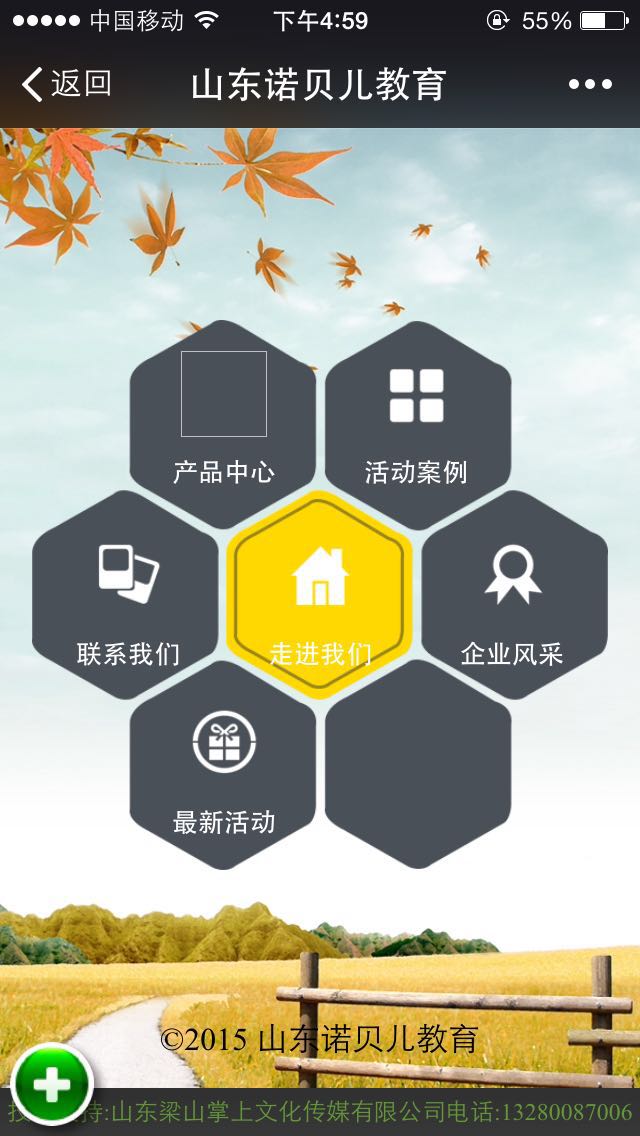 中国移动 下午4:59 55%
返回 山东诺贝儿教育
产品中心 活动案例
联系我们 走进我们 企业风采
最新活动
©2015 山东诺贝儿教育
技 持:山东梁山掌上文化传媒有限公司电话:13280087006